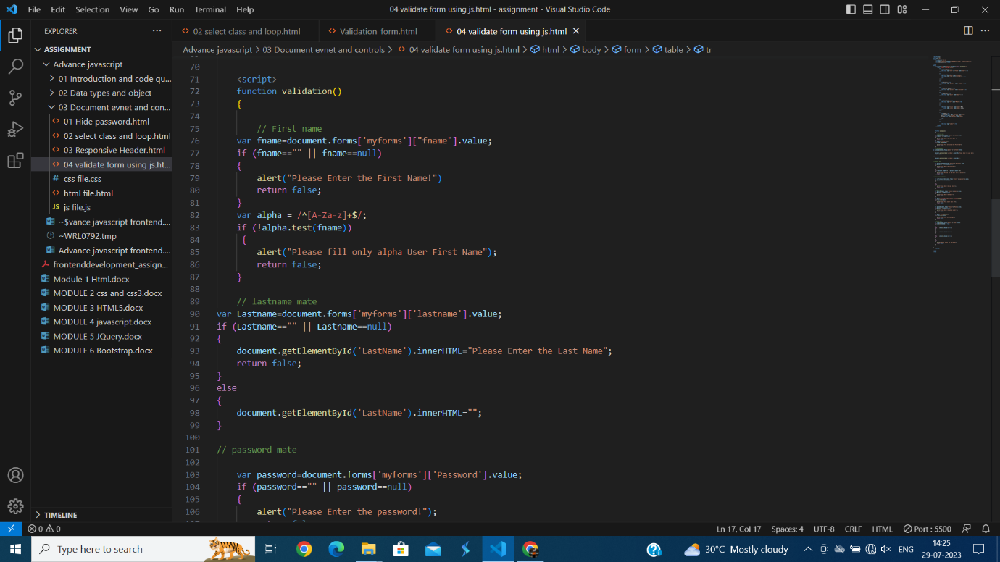 File Edit Selection View Go Run Terminal Help
04 validate form using js.html - assignment - Visual Studio Code
EXPLORER
ASSIGNMENT
Advance javascript
01 Introduction and code qu...
02 Data types and object
03 Document evnet and con...
01 Hide password.html
02 select class and loop.html
03 Responsive Header.html
04 validate form using js.ht...
# css file.css
html file.html
JS js file.js
~$vance javascript frontend....
~WRL0792.tmp
Advance javascript frontend....
frontenddevelopment_assign...
Module 1 Html.docx
MODULE 2 css and css3.docx
MODULE 3 HTML5.docx
MODULE 4 javascript.docx
MODULE 5 JQuery.docx
MODULE 6 Bootstrap.docx
TIMELINE
02 select class and loop.html
Validation_form.html
04 validate form using js.html
Advance javascript > 03 Document evnet and controls > 04 validate form using js.html > html > body > form > table > tr
70
71 <script>
72 function validation()
73 {
74
75 // First name
76 var fname=document.forms['myforms']["fname"].value;
77 if (fname=="" || fname==null)
78 {
79 alert("Please Enter the First Name!")
80 return false;
81 }
82 var alpha = /^[A-Za-z]+$/;
83 if (!alpha.test(fname))
84 {
85 alert("Please fill only alpha User First Name");
86 return false;
87 }
88
89 // lastname mate
90 var Lastname=document.forms['myforms']['lastname'].value;
91 if (Lastname=="" || Lastname==null)
92 {
93 document.getElementById('LastName').innerHTML="Please Enter the Last Name";
94 return false;
95 }
96 else
97 {
98 document.getElementById('LastName').innerHTML="";
99 }
100
101 // password mate
102
103 var password=document.forms['myforms']['Password'].value;
104 if (password=="" || password==null)
105 {
106 alert("Please Enter the password!");
0 0
Ln 17, Col 17 Spaces: 4 UTF-8 CRLF HTML Port : 5500
Type here to search
30°C Mostly cloudy
ENG
14:25
29-07-2023